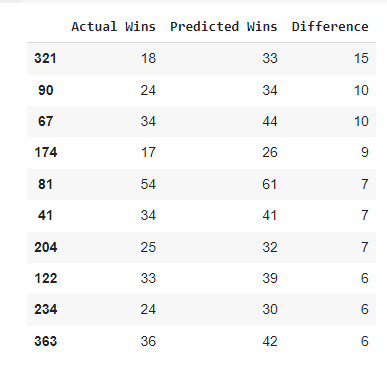 Actual Wins Predicted Wins Difference
321 18 33 15
90 24 34 10
67 34 44 10
174 17 26 9
81 54 61 7
41 34 41 7
204 25 32 7
122 33 39 6
234 24 30 6
363 36 42 6